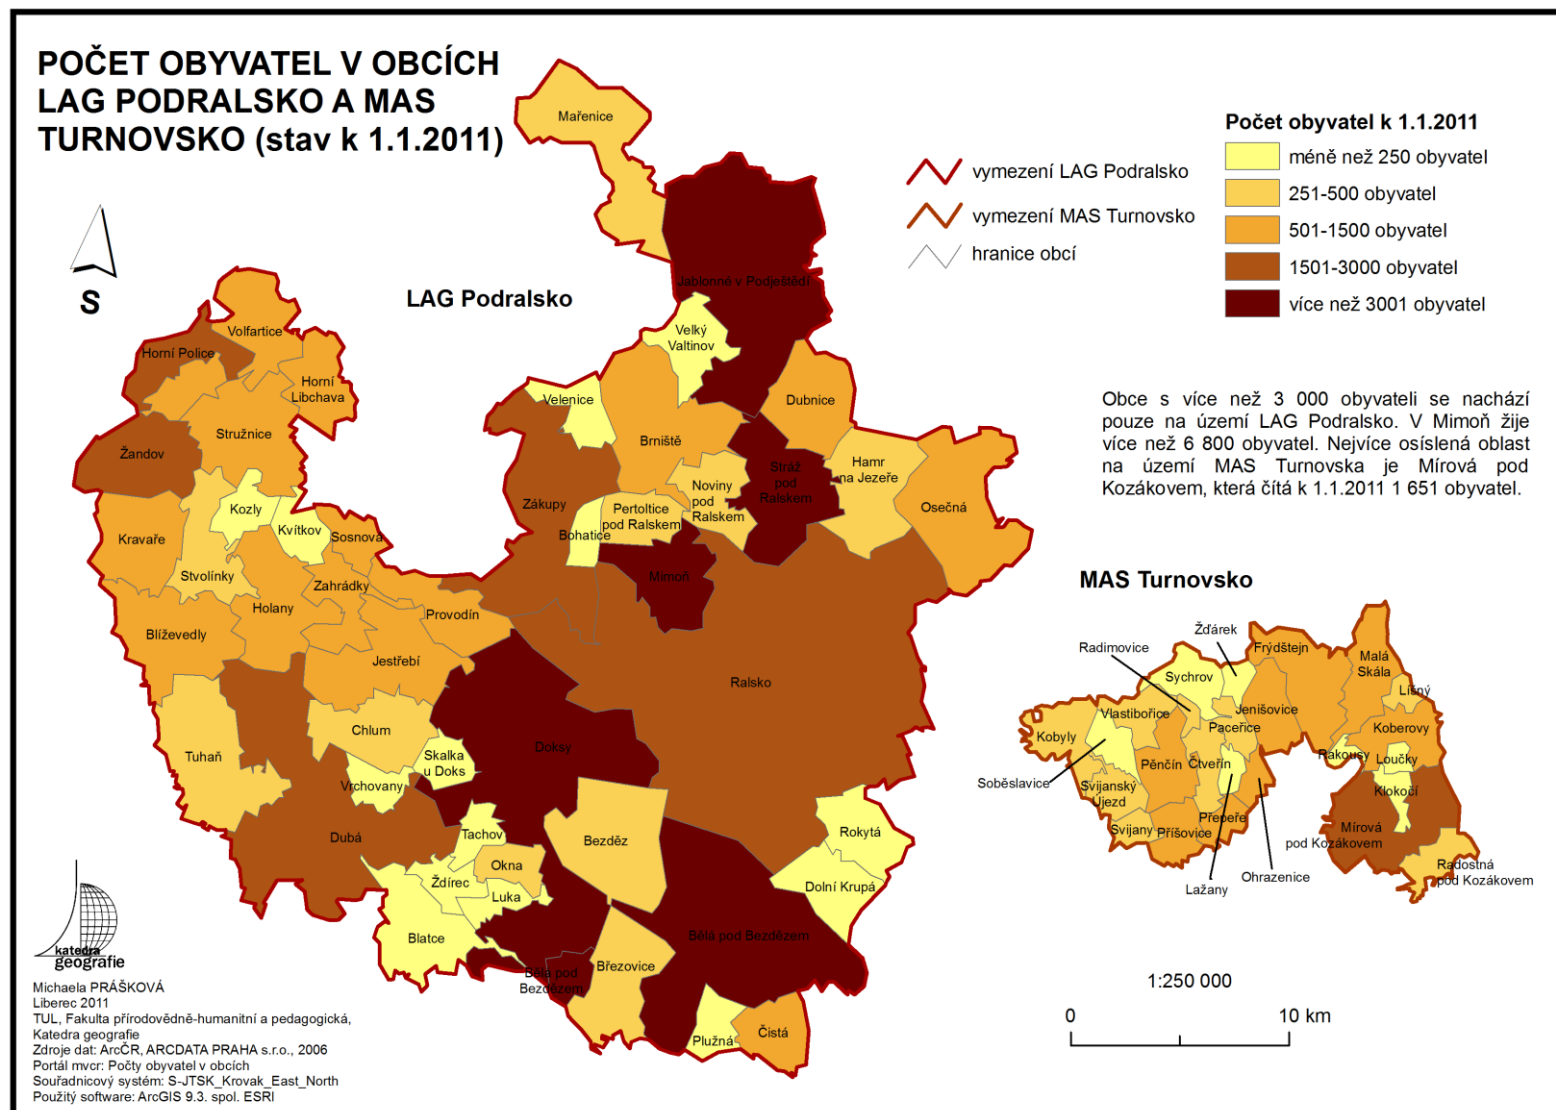 POČET OBYVATEL V OBCÍCH
LAG PODRALSKO A MAS
TURNOVSKO (stav k 1.1.2011)
S
LAG Podralsko
vymezení LAG Podralsko
vymezení MAS Turnovsko
hranice obcí
Počet obyvatel k 1.1.2011
méně než 250 obyvatel
251-500 obyvatel
501-1500 obyvatel
1501-3000 obyvatel
více než 3001 obyvatel
Obce s více než 3 000 obyvateli se nachází
pouze na území LAG Podralsko. V Mimoň žije
více než 6 800 obyvatel. Nejvíce osíslená oblast
na území MAS Turnovska je Mírová pod
Kozákovem, která čítá k 1.1.2011 1 651 obyvatel.
Mařenice
Jablonné v Podještědí
Velký
Valtinov
Volfartice
Horní Police
Horní
Libchava
Stružnice
Žandov
Velenice
Brniště
Dubnice
Stráž
pod
Ralskem
Hamr
na Jezeře
Osečná
Noviny
pod
Ralskem
Zákupy
Pertoltice
pod Ralskem
Bohatice
Kozly
Kvítkov
Sosnová
Kravaře
Stvolínky
Zahrádky
Holany
Provodín
Mimoň
Blíževedly
Jestřebí
Ralsko
Chlum
Doksy
Tuhaň
Skalka
u Doks
Vrchovany
Dubá
Tachov
Bezděz
Rokytá
Okna
Ždírec
Luka
Dolní Krupá
Blatce
Bělá pod Bezdězem
Březovice
Bělá pod
Bezdězem
Plužná
Čistá
MAS Turnovsko
Žďárek
Radimovice
Frýdštejn
Malá
Skála
Sychrov
Líšný
Vlastibořice
Jenišovice
Paceřice
Koberovy
Kobyly
Rakousy
Loučky
Pěnčín
Čtveřín
Soběslavice
Svijanský
Újezd
Klokočí
Přepeře
Svijany
Příšovice
Mírová
pod Kozákovem
Radostná
pod Kozákovem
Ohrazenice
Lažany
1:250 000
0
10 km
katedra
geografie
Michaela PRÁŠKOVÁ
Liberec 2011
TUL, Fakulta přírodovědně-humanitní a pedagogická,
Katedra geografie
Zdroje dat: ArcČR, ARCDATA PRAHA s.r.o., 2006
Portál mvcr: Počty obyvatel v obcích
Souřadnicový systém: S-JTSK_Krovak_East_North
Použitý software: ArcGIS 9.3. spol. ESRI